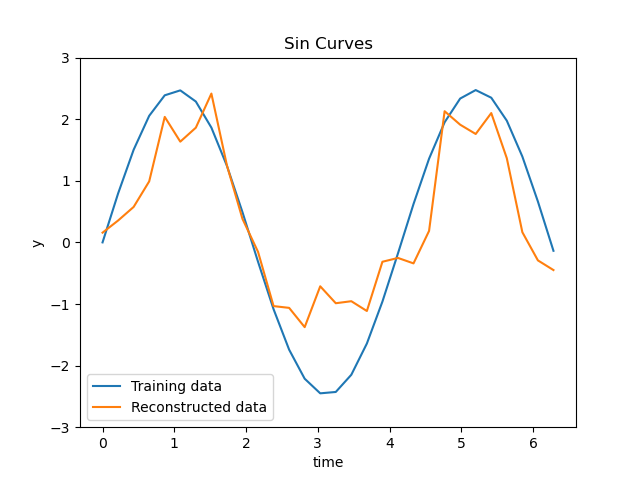 Sin Curves
3
2
1
0
−1
−2
−3
y
0
1
2
3
4
5
6
time
Training data
Reconstructed data